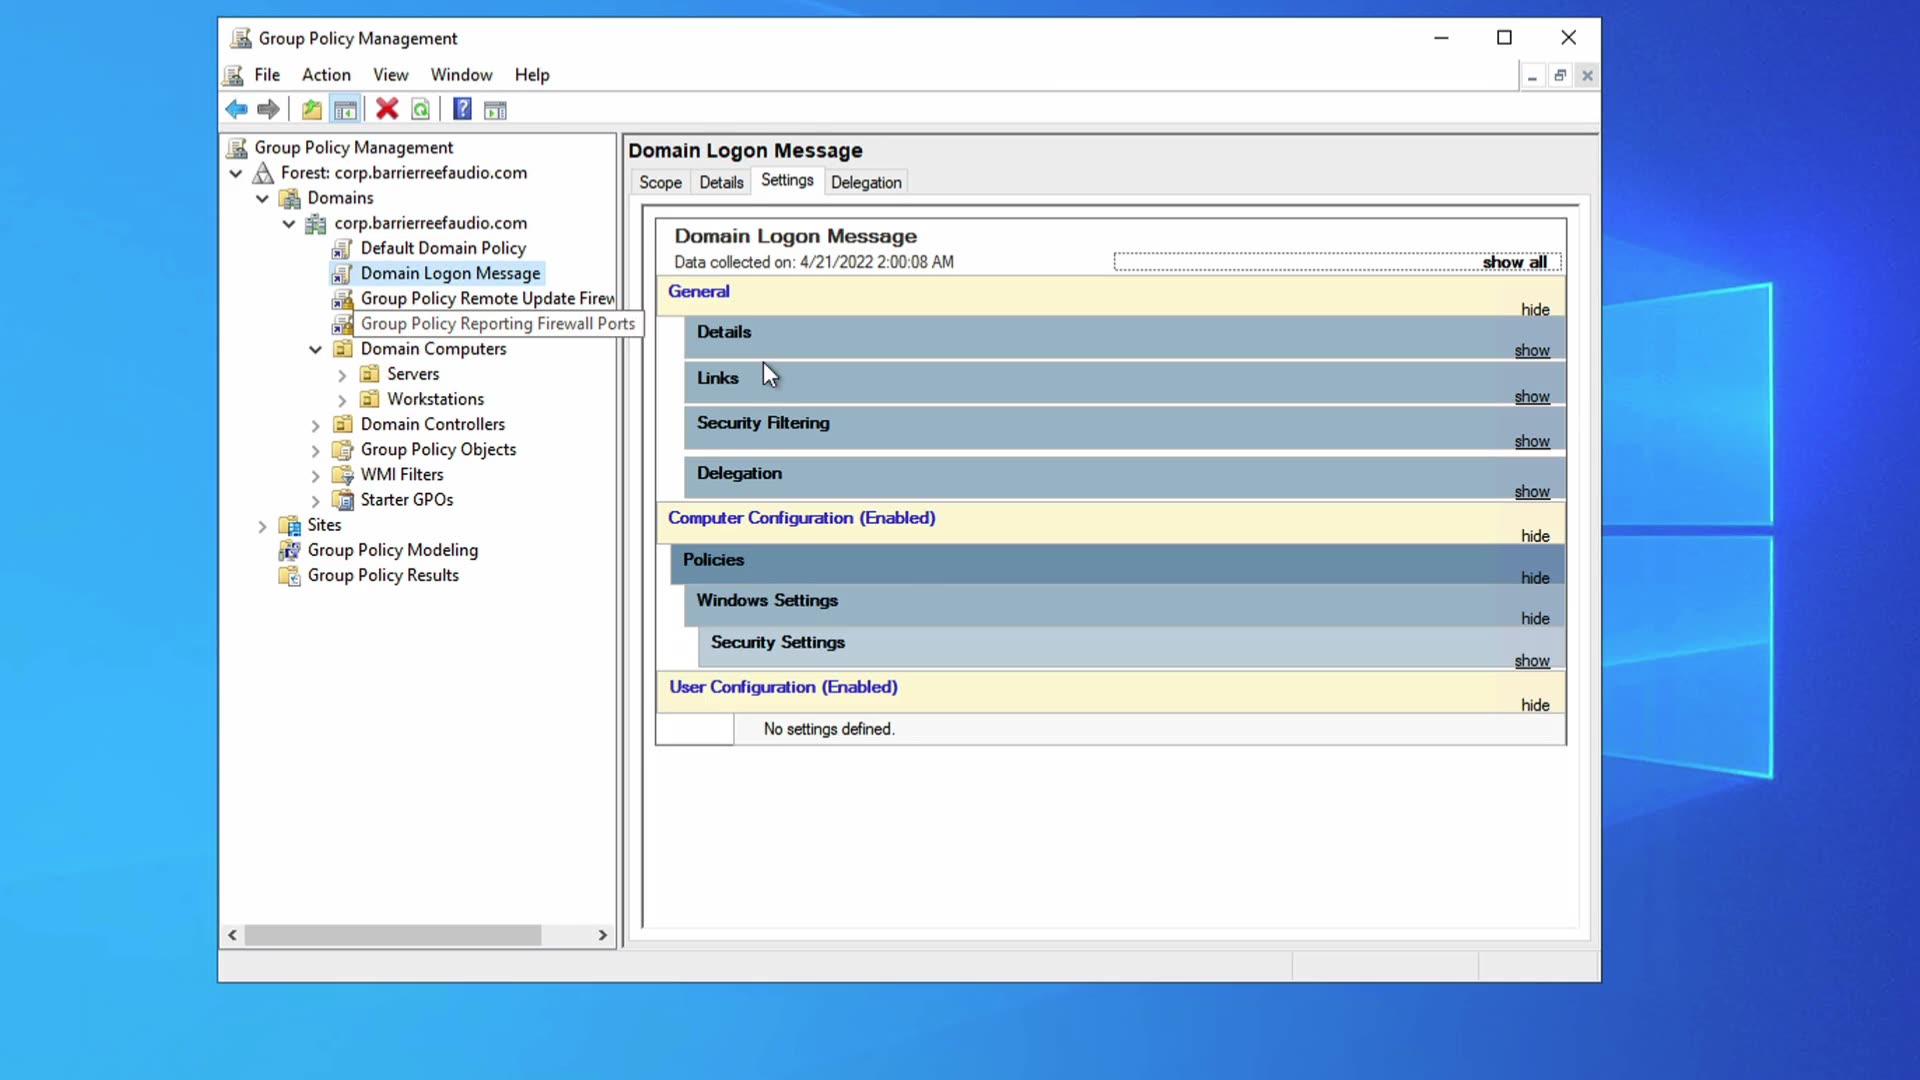 Group Policy Management
File Action View Window Help
Group Policy Management
Forest: corp.barrierreefaudio.com
Domains
corp.barrierreefaudio.com
Default Domain Policy
Domain Logon Message
Group Policy Remote Update Firew
Group Policy Reporting Firewall Ports
Domain Computers
Servers
Workstations
Domain Controllers
Group Policy Objects
WMI Filters
Starter GPOs
Sites
Group Policy Modeling
Group Policy Results
Domain Logon Message
Scope Details Settings Delegation
Domain Logon Message
Data collected on: 4/21/2022 2:00:08 AM show all
General hide
Details show
Links show
Security Filtering show
Delegation show
Computer Configuration (Enabled) hide
Policies hide
Windows Settings hide
Security Settings show
User Configuration (Enabled) hide
No settings defined.